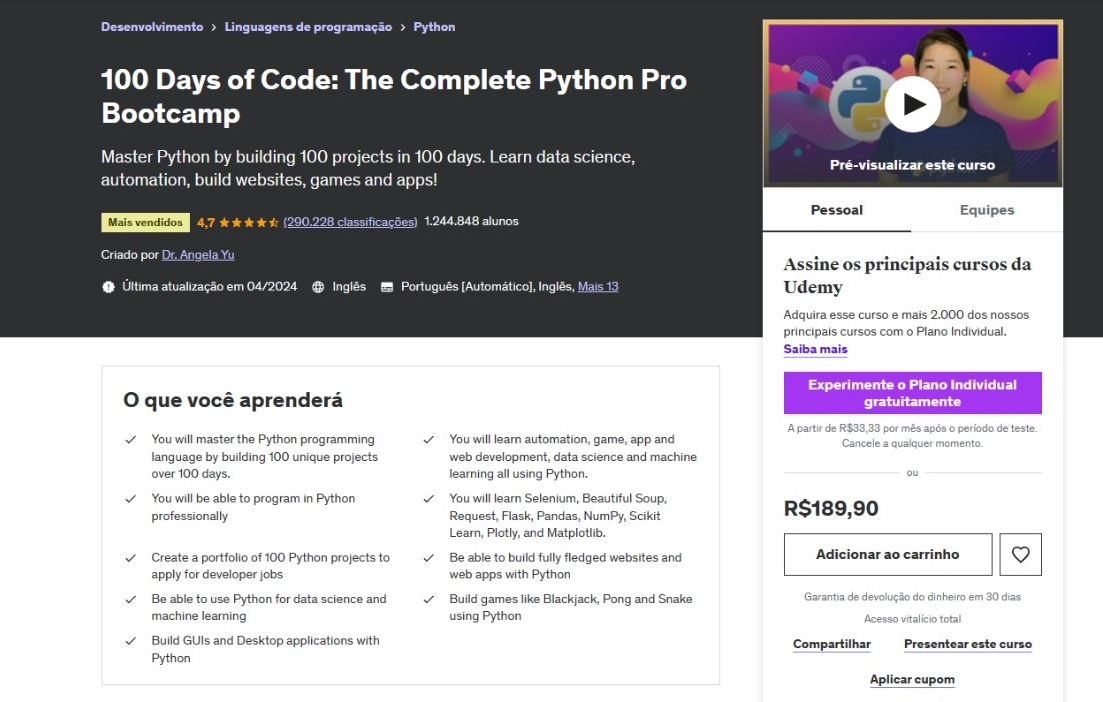 Desenvolvimento > Linguagens de programação > Python
100 Days of Code: The Complete Python Pro
Bootcamp
Master Python by building 100 projects in 100 days. Learn data science,
automation, build websites, games and apps!
Mais vendidos 4,7 (290.228 classificações) 1.244.848 alunos
Criado por Dr. Angela Yu
Última atualização em 04/2024 Inglês Português [Automático], Inglês, Mais 13
Pré-visualizar este curso
Pessoal Equipes
Assine os principais cursos da
Udemy
Adquira esse curso e mais 2.000 dos nossos
principais cursos com o Plano Individual.
Saiba mais
Experimente o Plano Individual
gratuitamente
A partir de R$33,33 por mês após o período de teste.
Cancele a qualquer momento.
ou
R$189,90
Adicionar ao carrinho
Garantia de devolução do dinheiro em 30 dias
Acesso vitalício total
Compartilhar Presentear este curso
Aplicar cupom
O que você aprenderá
You will master the Python programming
language by building 100 unique projects
over 100 days.
You will be able to program in Python
professionally
Create a portfolio of 100 Python projects to
apply for developer jobs
Be able to use Python for data science and
machine learning
Build GUIs and Desktop applications with
Python
You will learn automation, game, app and
web development, data science and machine
learning all using Python.
You will learn Selenium, Beautiful Soup,
Request, Flask, Pandas, NumPy, Scikit
Learn, Plotly, and Matplotlib.
Be able to build fully fledged websites and
web apps with Python
Build games like Blackjack, Pong and Snake
using Python